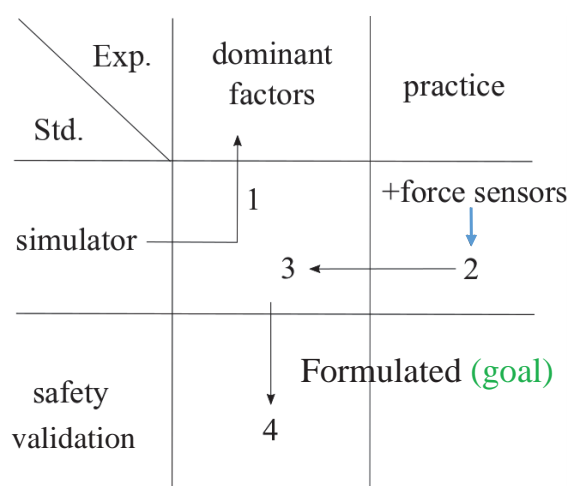 Exp.
Std.
dominant
factors
practice
simulator
1
+force sensors
3
2
safety
validation
Formulated (goal)
4